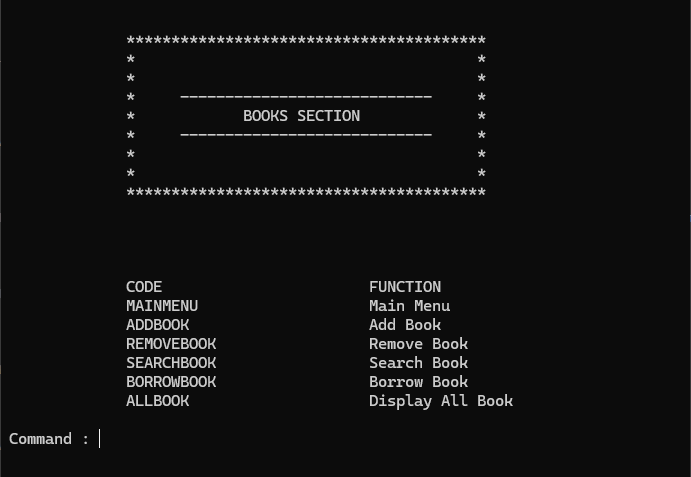 ****************************************
*                                      *
*                                      *
*     ----------------------------     *
*            BOOKS SECTION             *
*     ----------------------------     *
*                                      *
*                                      *
****************************************
CODE                       FUNCTION
MAINMENU                   Main Menu
ADDBOOK                    Add Book
REMOVEBOOK                 Remove Book
SEARCHBOOK                 Search Book
BORROWBOOK                 Borrow Book
ALLBOOK                    Display All Book
Command :